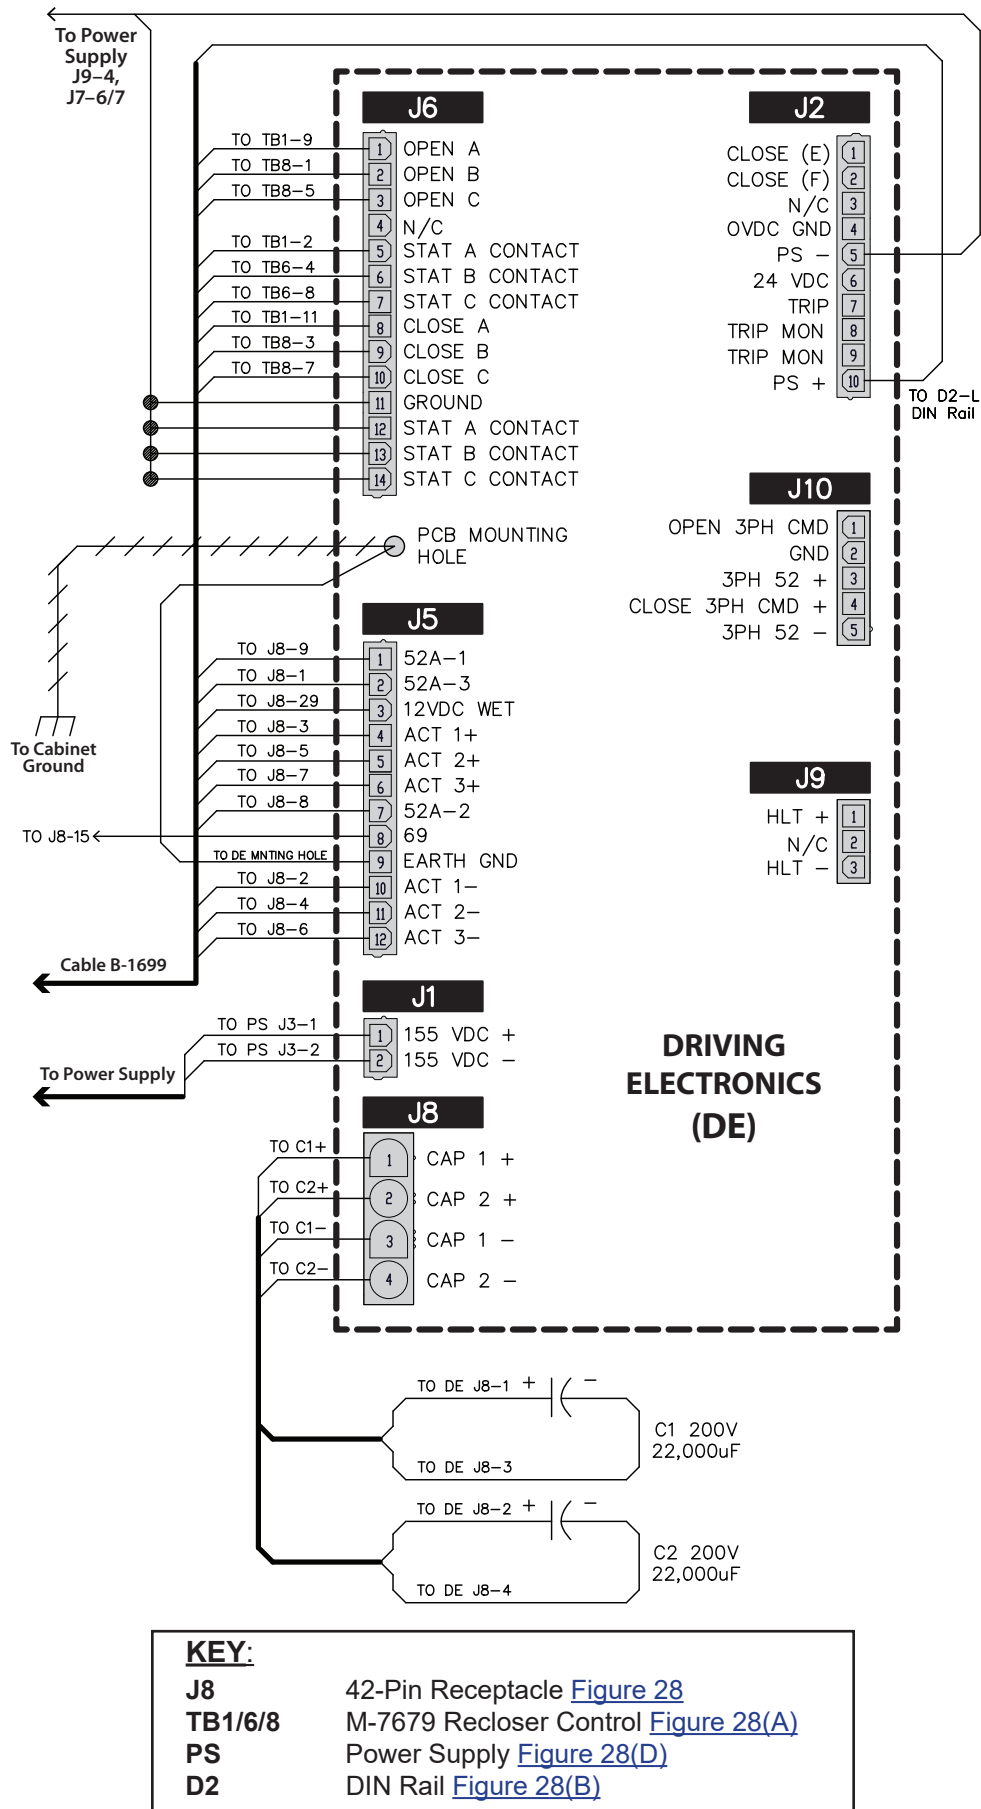 To Power
Supply
J9-4,
J7-6/7
J6
TO TB1-9
1 OPEN A
TO TB8-1
2 OPEN B
TO TB8-5
3 OPEN C
4 N/C
TO TB1-2
5 STAT A CONTACT
TO TB6-4
6 STAT B CONTACT
TO TB6-8
7 STAT C CONTACT
TO TB1-11
8 CLOSE A
TO TB8-3
9 CLOSE B
TO TB8-7
10 CLOSE C
11 GROUND
12 STAT A CONTACT
13 STAT B CONTACT
14 STAT C CONTACT
J2
CLOSE (E) 1
CLOSE (F) 2
N/C 3
0VDC GND 4
PS - 5
24 VDC 6
TRIP 7
TRIP MON 8
TRIP MON 9
PS + 10
TO D2-L
DIN Rail
J10
OPEN 3PH CMD 1
GND 2
3PH 52 + 3
CLOSE 3PH CMD + 4
3PH 52 - 5
PCB MOUNTING
HOLE
To Cabinet
Ground
J5
TO J8-9
1 52A-1
TO J8-1
2 52A-3
TO J8-29
3 12VDC WET
TO J8-3
4 ACT 1+
TO J8-5
5 ACT 2+
TO J8-7
6 ACT 3+
TO J8-8
7 52A-2
TO J8-15
8 69
TO DE MNTING HOLE
9 EARTH GND
TO J8-2
10 ACT 1-
TO J8-4
11 ACT 2-
TO J8-6
12 ACT 3-
J9
HLT + 1
N/C 2
HLT - 3
Cable B-1699
J1
TO PS J3-1
1 155 VDC +
TO PS J3-2
2 155 VDC -
To Power Supply
DRIVING
ELECTRONICS
(DE)
J8
TO C1+
1 CAP 1 +
TO C2+
2 CAP 2 +
TO C1-
3 CAP 1 -
TO C2-
4 CAP 2 -
TO DE J8-1 + -
C1 200V
22,000uF
TO DE J8-3
TO DE J8-2 + -
C2 200V
22,000uF
TO DE J8-4
KEY:
J8 42-Pin Receptacle Figure 28
TB1/6/8 M-7679 Recloser Control Figure 28(A)
PS Power Supply Figure 28(D)
D2 DIN Rail Figure 28(B)